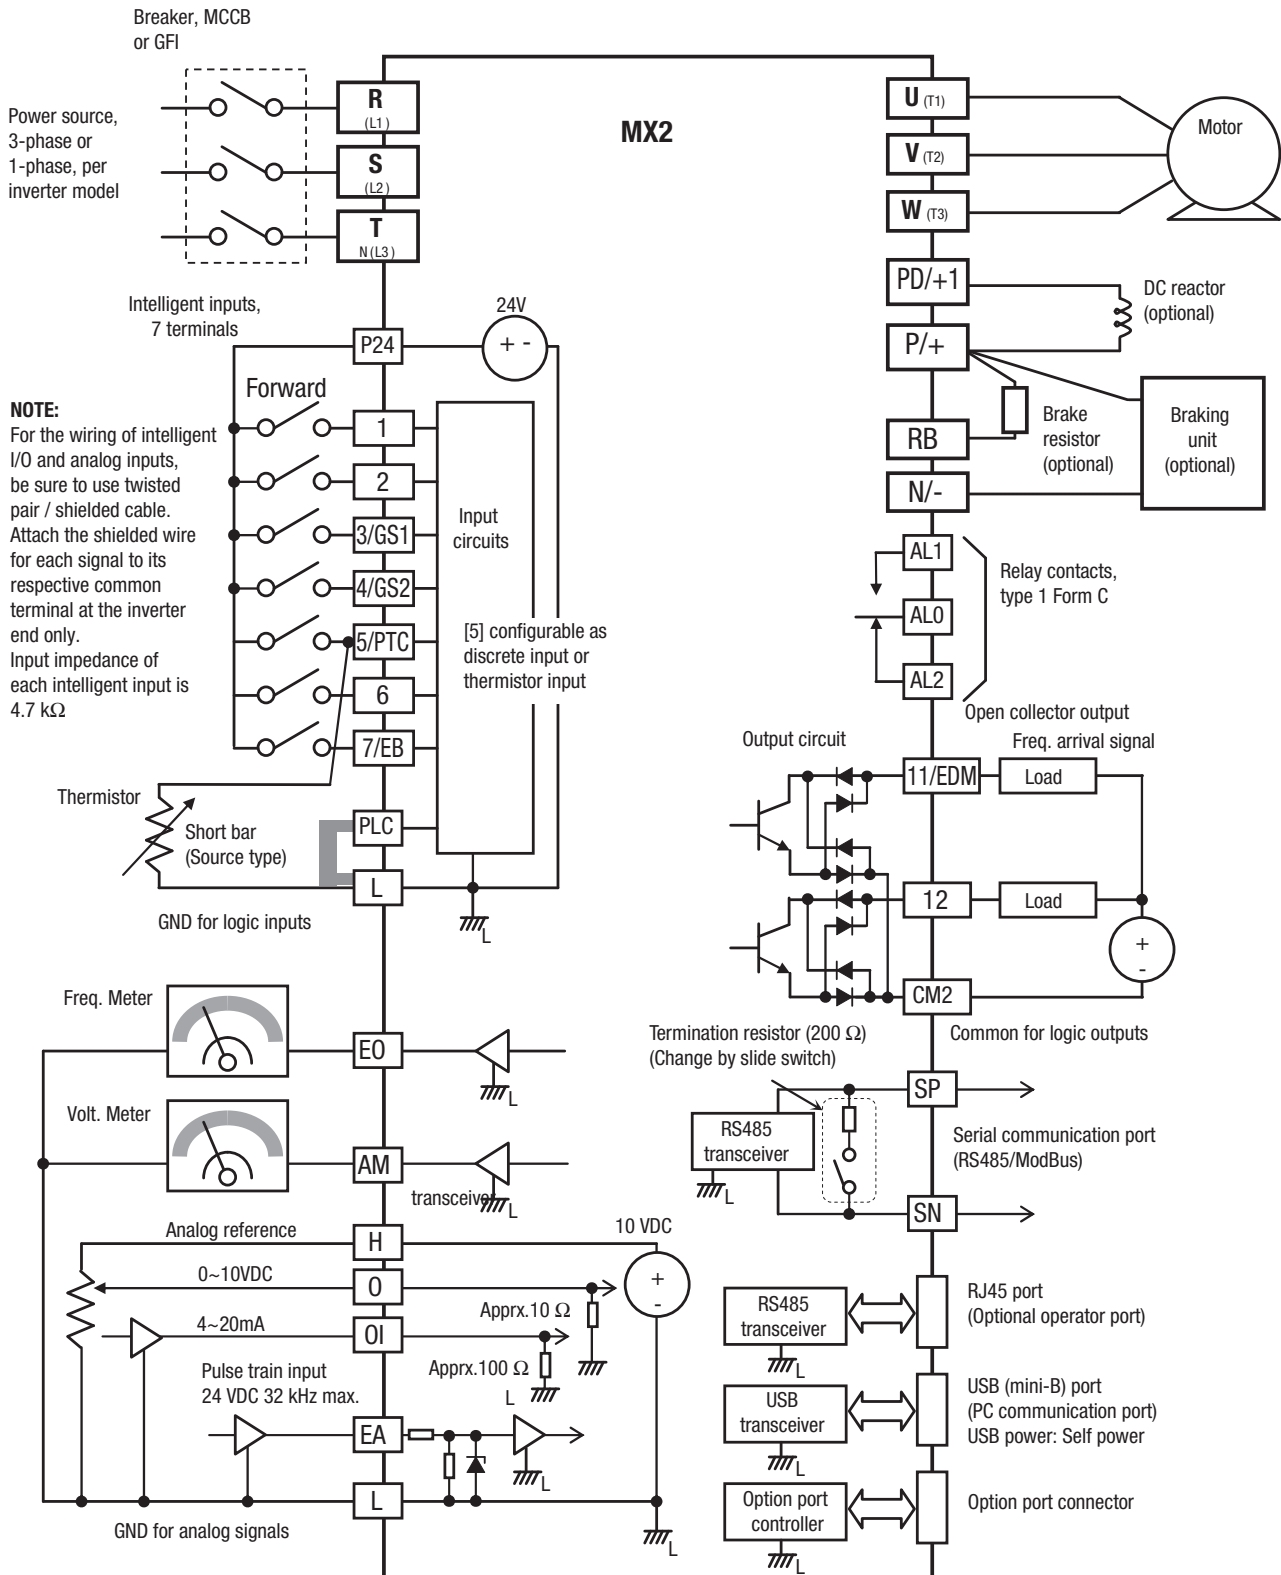 Breaker, MCCB
or GFI
Power source,
3-phase or
1-phase, per
inverter model
R
(L1)
S
(L2)
T
N (L3)
MX2
U (T1)
V (T2)
W (T3)
Motor
PD/+1
P/+
RB
N/-
DC reactor
(optional)
Brake
resistor
(optional)
Braking
unit
(optional)
Intelligent inputs,
7 terminals
24V
+ -
P24
Forward
1
2
3/GS1
4/GS2
5/PTC
6
7/EB
PLC
L
Input
circuits
[5] configurable as
discrete input or
thermistor input
NOTE:
For the wiring of intelligent
I/O and analog inputs,
be sure to use twisted
pair / shielded cable.
Attach the shielded wire
for each signal to its
respective common
terminal at the inverter
end only.
Input impedance of
each intelligent input is
4.7 kΩ
Thermistor
Short bar
(Source type)
GND for logic inputs
L
AL1
AL0
AL2
Relay contacts,
type 1 Form C
Open collector output
Output circuit
Freq. arrival signal
11/EDM
Load
12
Load
+
-
CM2
Common for logic outputs
Freq. Meter
EO
L
Volt. Meter
AM
transceiver
L
Termination resistor (200 Ω)
(Change by slide switch)
SP
RS485
transceiver
L
SN
Serial communication port
(RS485/ModBus)
Analog reference
H
10 VDC
+
-
0~10VDC
O
Apprx.10 Ω
4~20mA
OI
Apprx.100 Ω
L
Pulse train input
24 VDC 32 kHz max.
EA
L
L
GND for analog signals
L
RS485
transceiver
L
RJ45 port
(Optional operator port)
USB
transceiver
L
USB (mini-B) port
(PC communication port)
USB power: Self power
Option port
controller
L
Option port connector